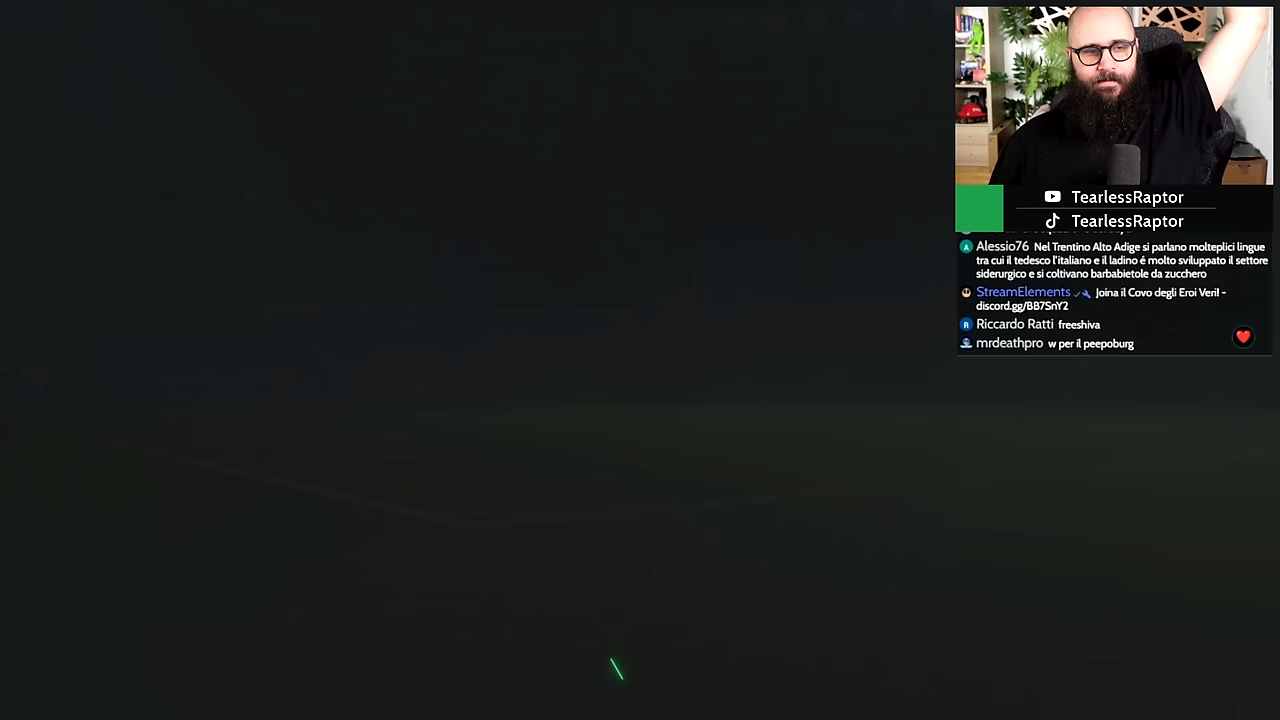 TearlessRaptor
TearlessRaptor
A Alessio76 Nel Trentino Alto Adige si parlano molteplici lingue
tra cui il tedesco l'italiano e il ladino é molto sviluppato il settore
siderurgico e si coltivano barbabietole da zucchero
StreamElements Joina il Covo degli Eroi Veri! -
discord.gg/BB7SnY2
R Riccardo Ratti freeshiva
mrdeathpro w per il peepoburg